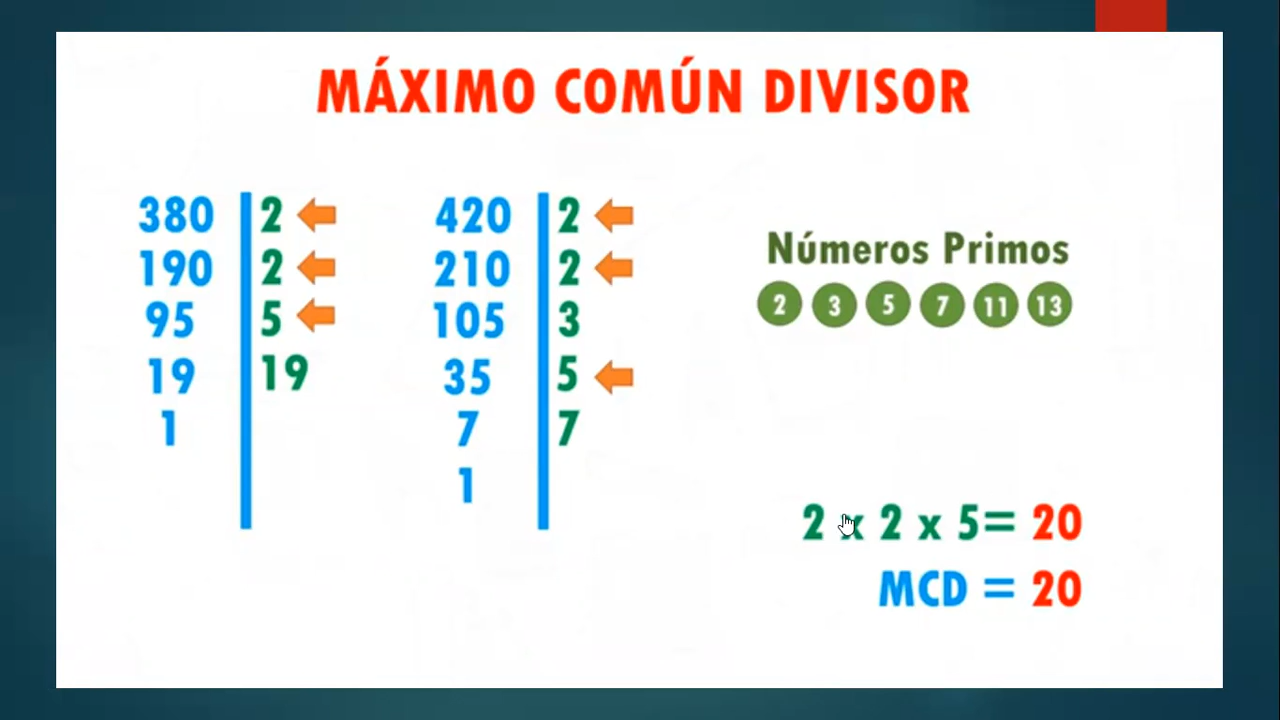 MÁXIMO COMÚN DIVISOR
380 2
190 2
95 5
19 19
1
420 2
210 2
105 3
35 5
7 7
1
Números Primos
2 3 5 7 11 13
2 x 2 x 5= 20
MCD = 20